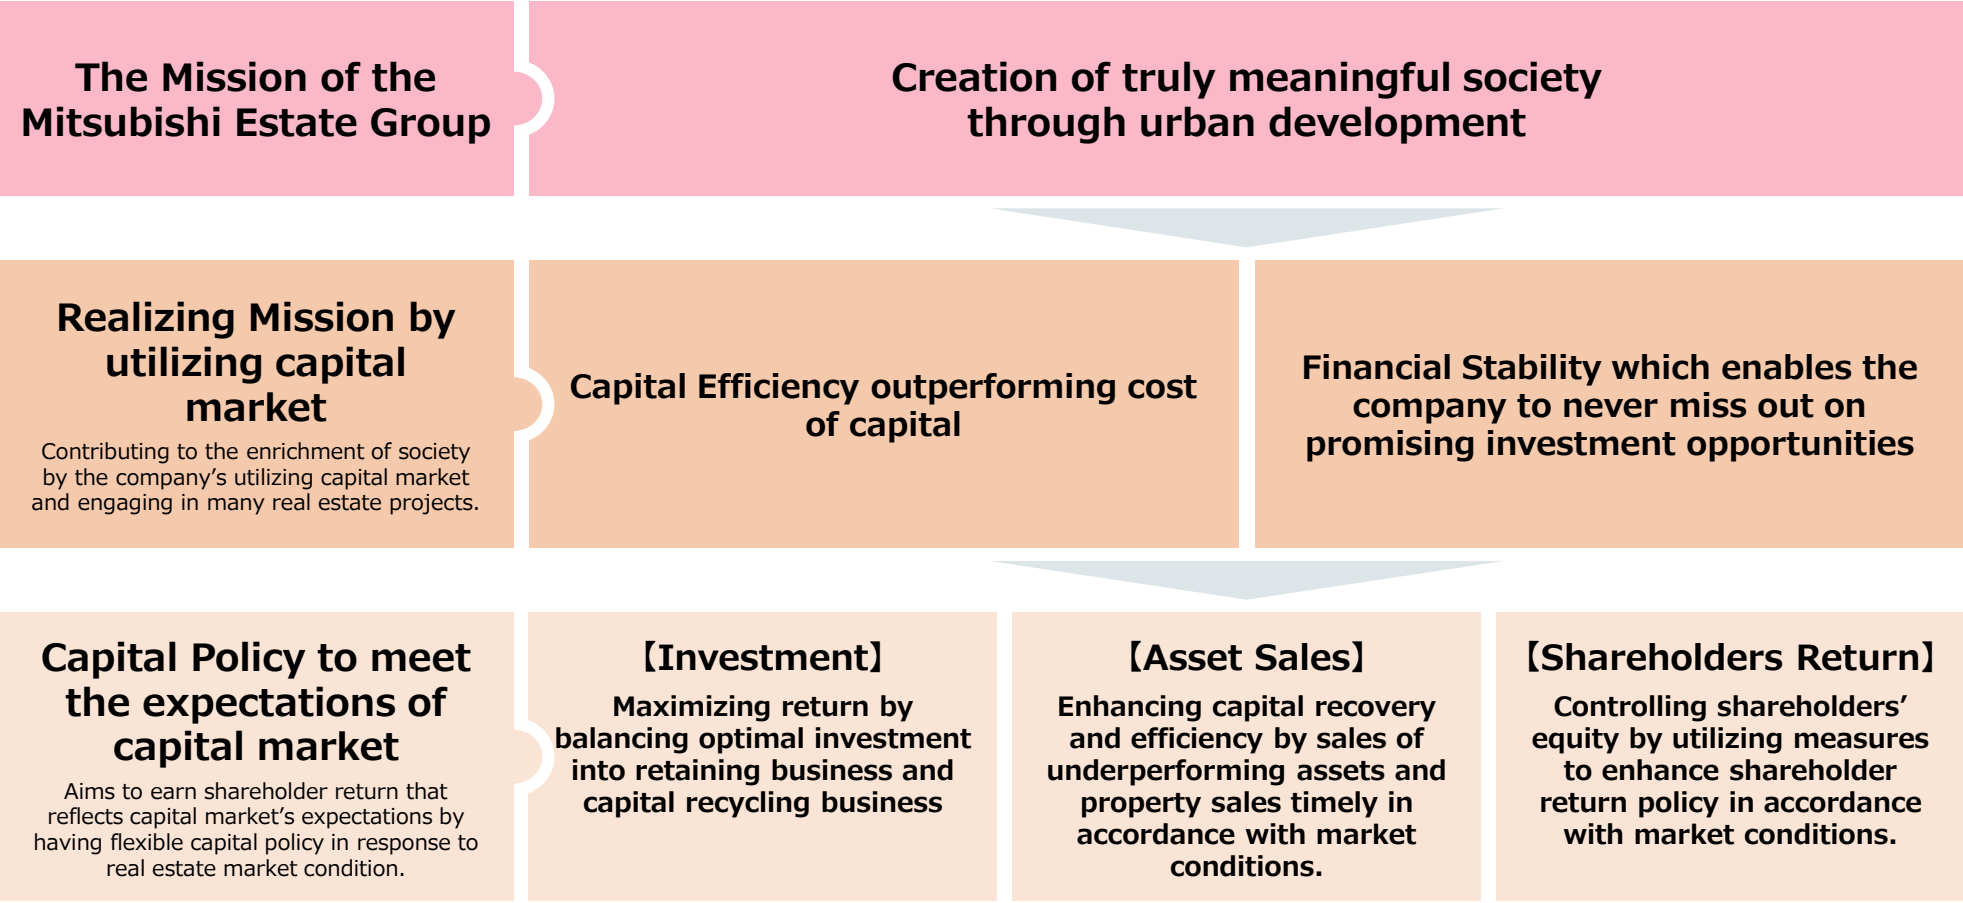 The Mission of the
Mitsubishi Estate Group
Creation of truly meaningful society
through urban development
Realizing Mission by
utilizing capital
market
Contributing to the enrichment of society
by the company’s utilizing capital market
and engaging in many real estate projects.
Capital Efficiency outperforming cost
of capital
Financial Stability which enables the
company to never miss out on
promising investment opportunities
Capital Policy to meet
the expectations of
capital market
Aims to earn shareholder return that
reflects capital market’s expectations by
having flexible capital policy in response to
real estate market condition.
【Investment】
Maximizing return by
balancing optimal investment
into retaining business and
capital recycling business
【Asset Sales】
Enhancing capital recovery
and efficiency by sales of
underperforming assets and
property sales timely in
accordance with market
conditions.
【Shareholders Return】
Controlling shareholders’
equity by utilizing measures
to enhance shareholder
return policy in accordance
with market conditions.